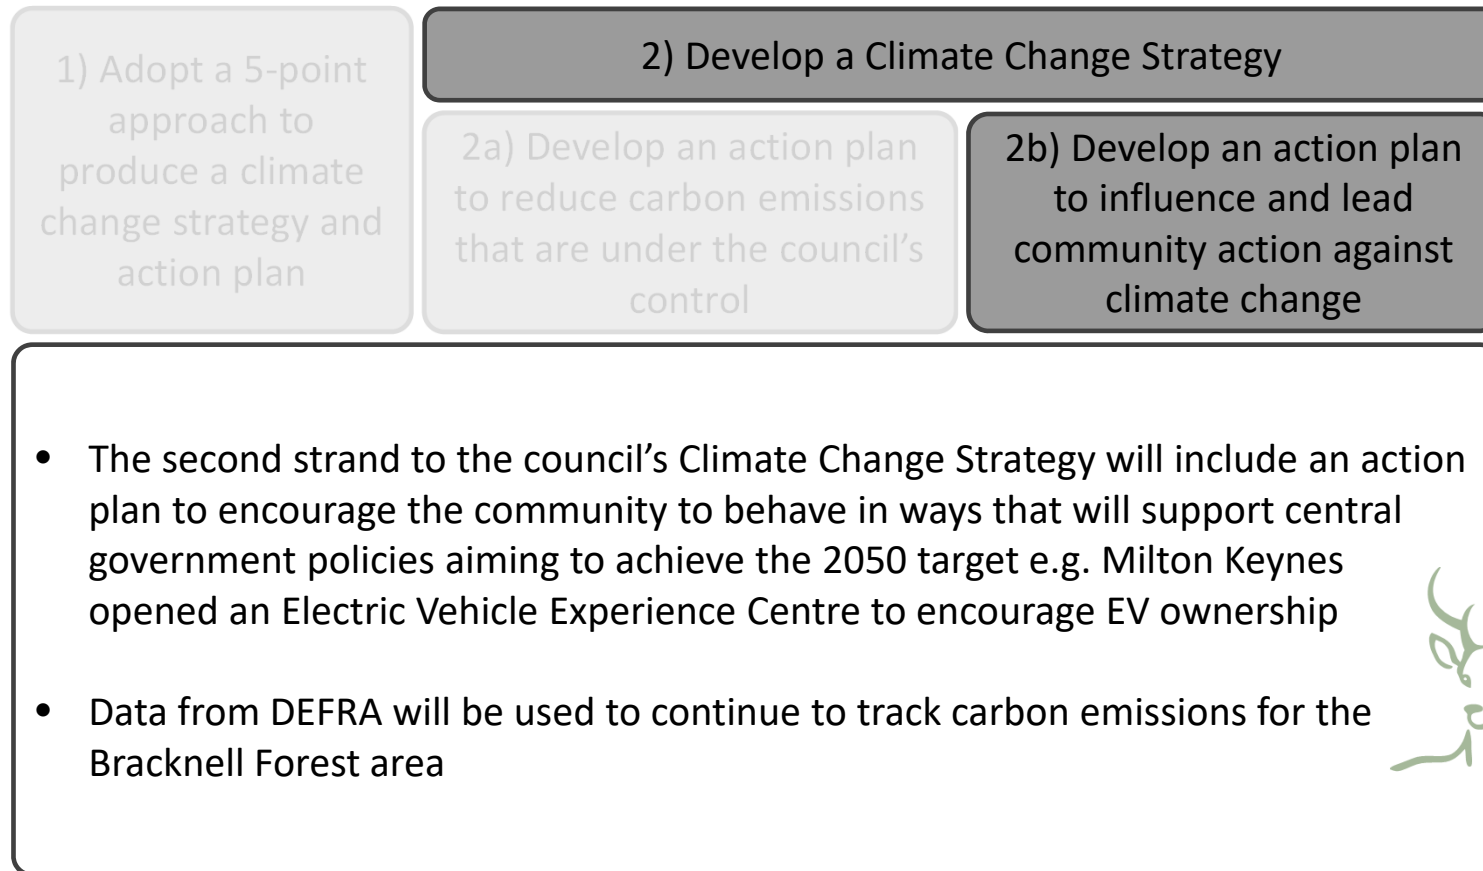 1) Adopt a 5-point
approach to
produce a climate
change strategy and
action plan
2) Develop a Climate Change Strategy
2a) Develop an action plan
to reduce carbon emissions
that are under the council’s
control
2b) Develop an action plan
to influence and lead
community action against
climate change
• The second strand to the council’s Climate Change Strategy will include an action
plan to encourage the community to behave in ways that will support central
government policies aiming to achieve the 2050 target e.g. Milton Keynes
opened an Electric Vehicle Experience Centre to encourage EV ownership
• Data from DEFRA will be used to continue to track carbon emissions for the
Bracknell Forest area